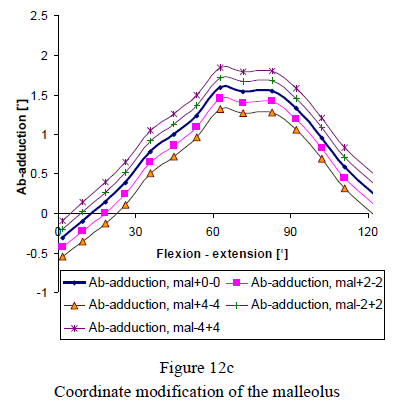 2.5
2
1.5
1
0.5
0
-0.5
-1
Ab-adduction [']
0 30 60 90 120
Flexion - extension [']
Ab-adduction, mal+0-0 Ab-adduction, mal+2-2
Ab-adduction, mal+4-4 Ab-adduction, mal-2+2
Ab-adduction, mal-4+4
Figure 12c
Coordinate modification of the malleolus